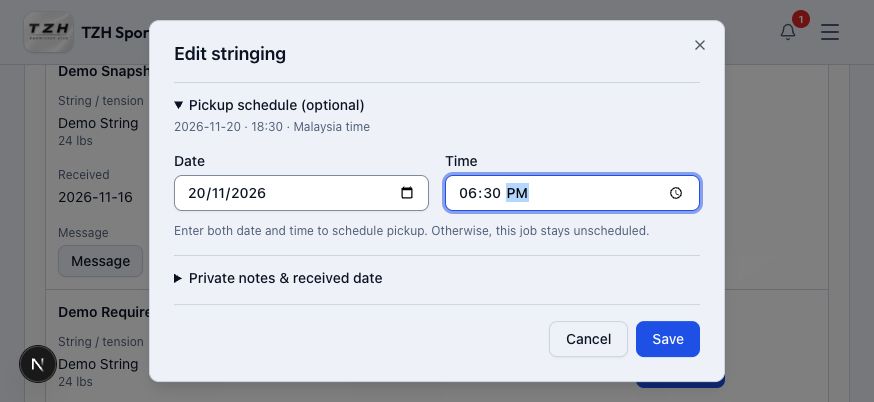 TZH
TZH Spor
1
Edit stringing
×
Demo Snapsh
String / tension
Demo String
24 lbs
Received
2026-11-16
Message
Message
Demo Require
String / tension
Demo String
24 lbs
N
▼ Pickup schedule (optional)
2026-11-20 · 18:30 · Malaysia time
Date
Time
20/11/2026
06:30 PM
Enter both date and time to schedule pickup. Otherwise, this job stays unscheduled.
▶ Private notes & received date
Cancel
Save